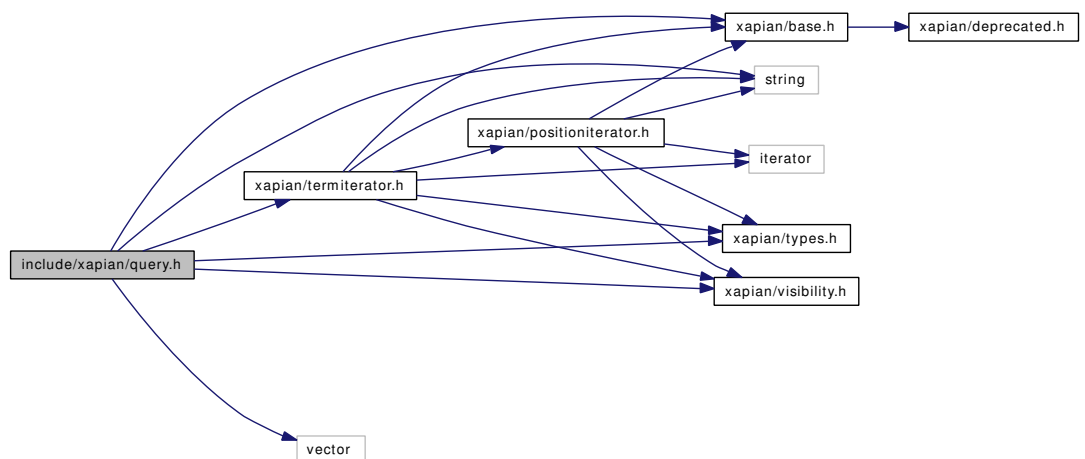 xapian/base.h
xapian/deprecated.h
string
xapian/positioniterator.h
iterator
xapian/termiterator.h
xapian/types.h
include/xapian/query.h
xapian/visibility.h
vector